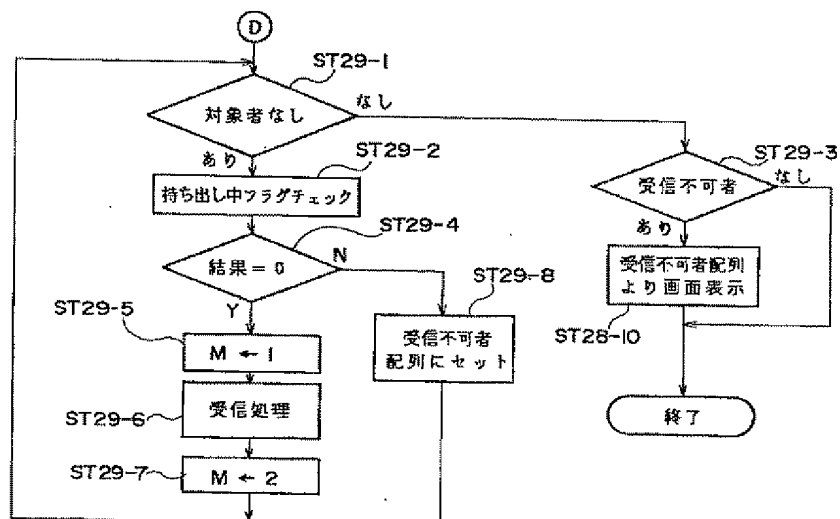 D
ST29-1
対象者なし
なし
あり
ST29-2
持ち出し中フラグチェック
ST29-3
受信不可者
なし
あり
ST29-4
結果=0
N
Y
ST29-8
受信不可者
配列にセット
受信不可者配列
より画面表示
ST28-10
ST29-5
M ← 1
ST29-6
受信処理
ST29-7
M ← 2
終了